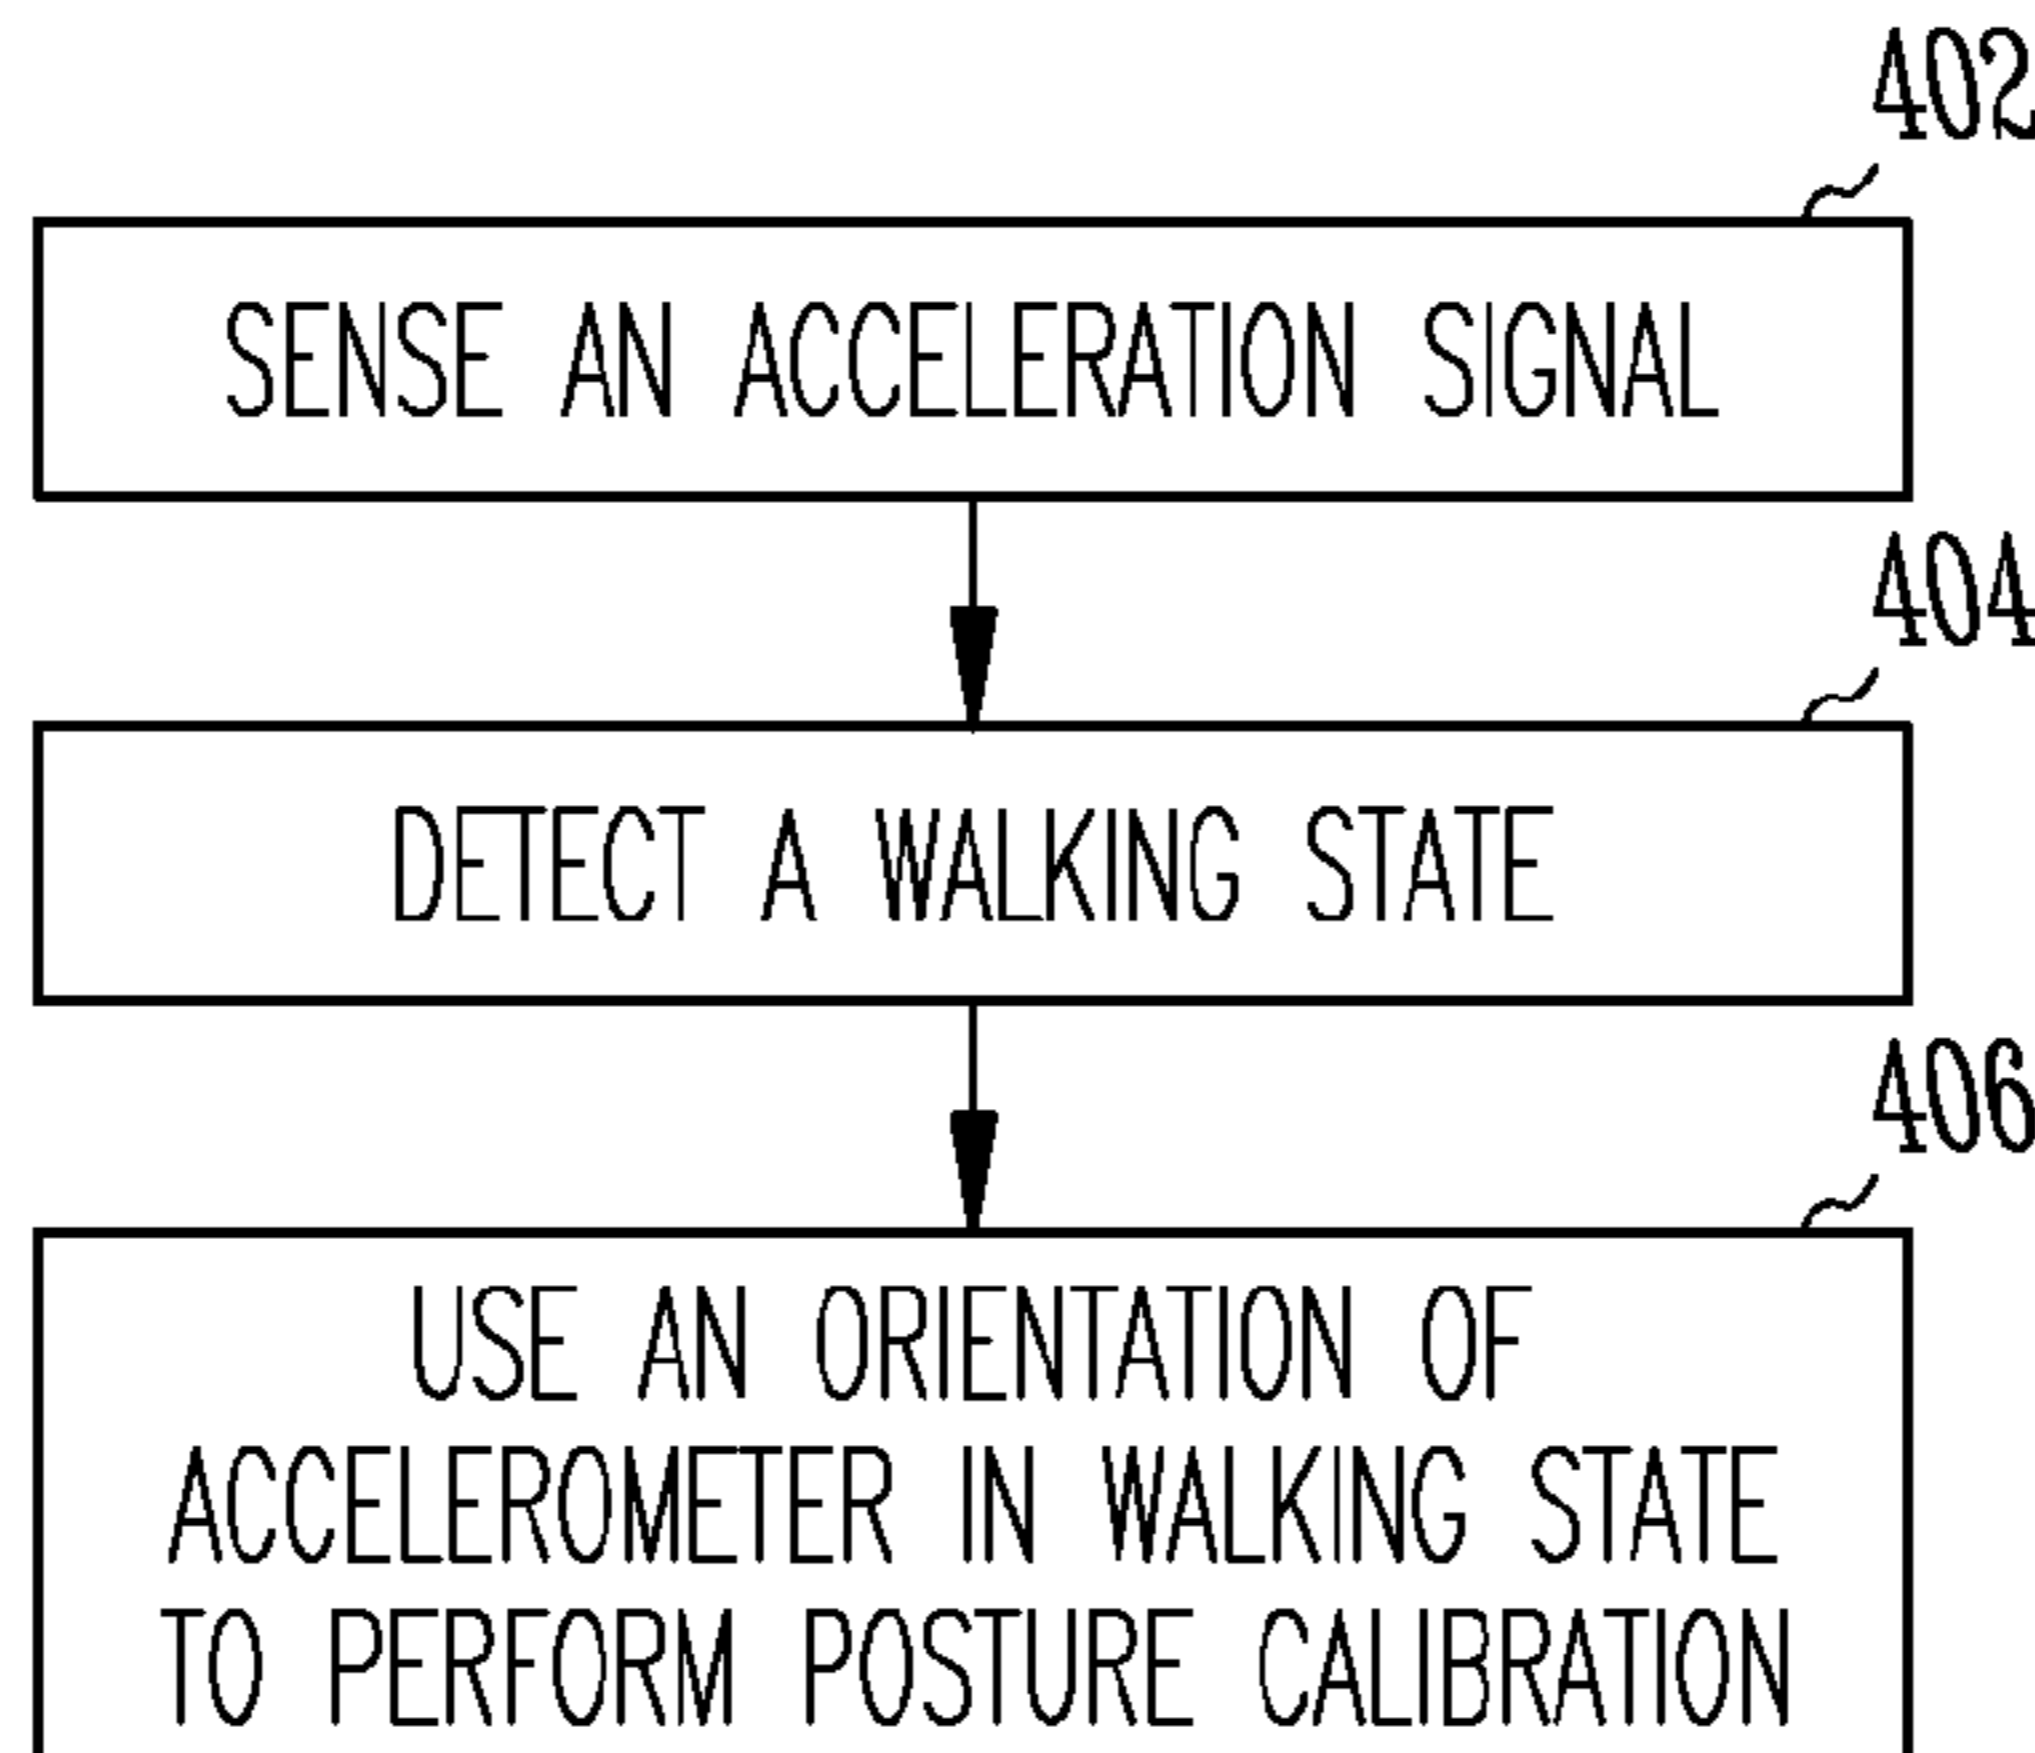 402
SENSE AN ACCELERATION SIGNAL
404
DETECT A WALKING STATE
406
USE AN ORIENTATION OF
ACCELEROMETER IN WALKING STATE
TO PERFORM POSTURE CALIBRATION